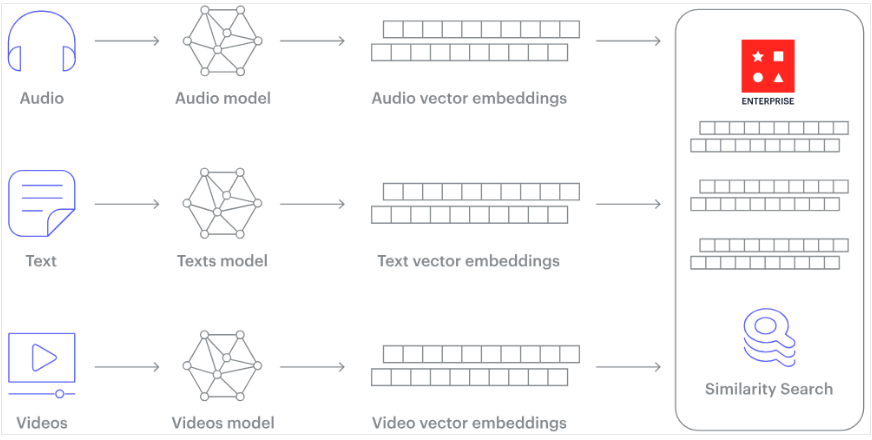 Audio
Audio model
Audio vector embeddings
ENTERPRISE
Text
Texts model
Text vector embeddings
Videos
Videos model
Video vector embeddings
Similarity Search